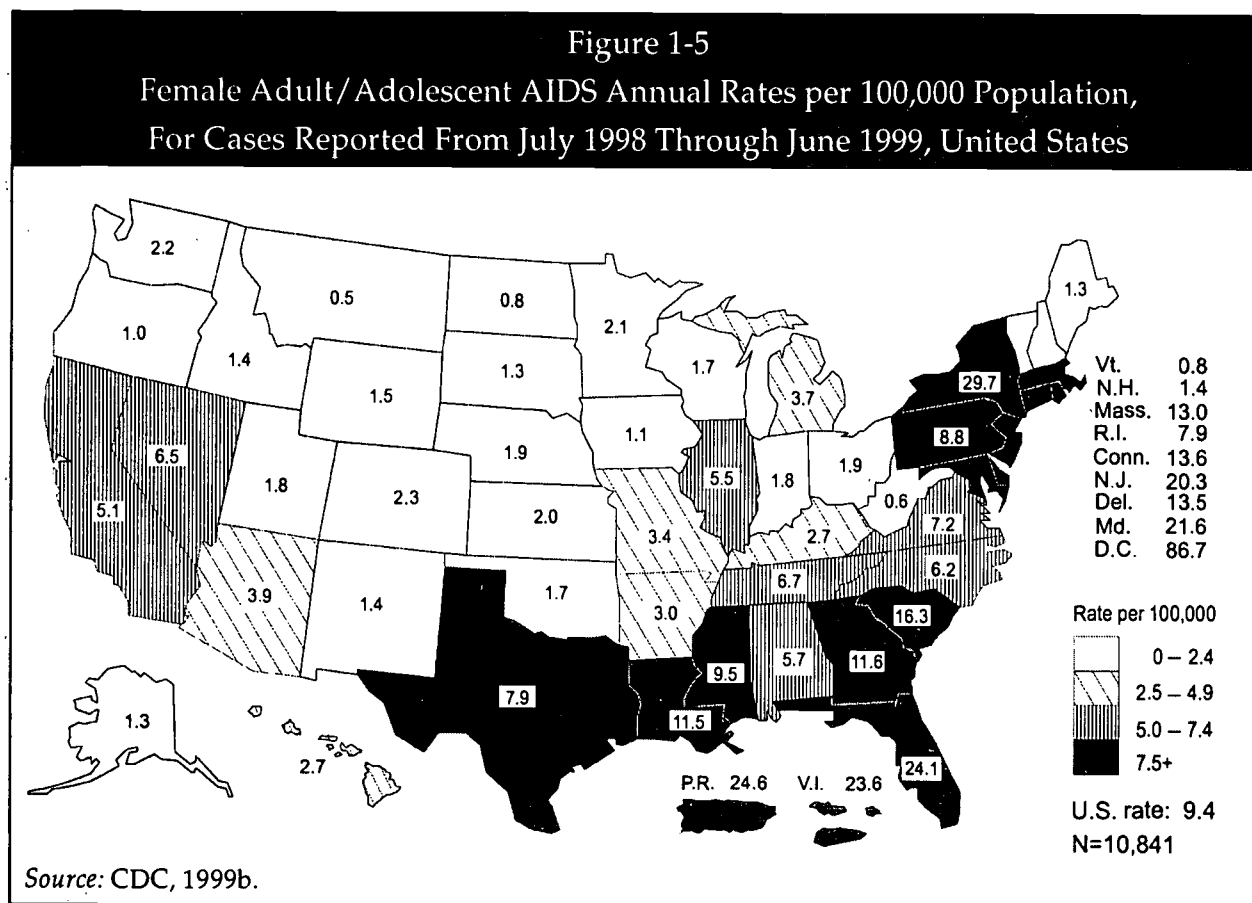 Figure 1-5
Female Adult/Adolescent AIDS Annual Rates per 100,000 Population,
For Cases Reported From July 1998 Through June 1999, United States
2.2
0.5
0.8
2.1
1.3
1.0
1.4
1.5
1.3
1.7
3.7
29.7
8.8
6.5
5.1
1.8
2.3
1.9
1.1
5.5
1.8
1.9
0.6
2.0
3.4
2.7
7.2
3.9
1.4
1.7
3.0
6.7
6.2
16.3
7.9
11.5
9.5
5.7
11.6
24.1
1.3
2.7
P.R. 24.6 V.I. 23.6
Vt. 0.8
N.H. 1.4
Mass. 13.0
R.I. 7.9
Conn. 13.6
N.J. 20.3
Del. 13.5
Md. 21.6
D.C. 86.7
Rate per 100,000
0 – 2.4
2.5 – 4.9
5.0 – 7.4
7.5+
U.S. rate: 9.4
N=10,841
Source: CDC, 1999b.